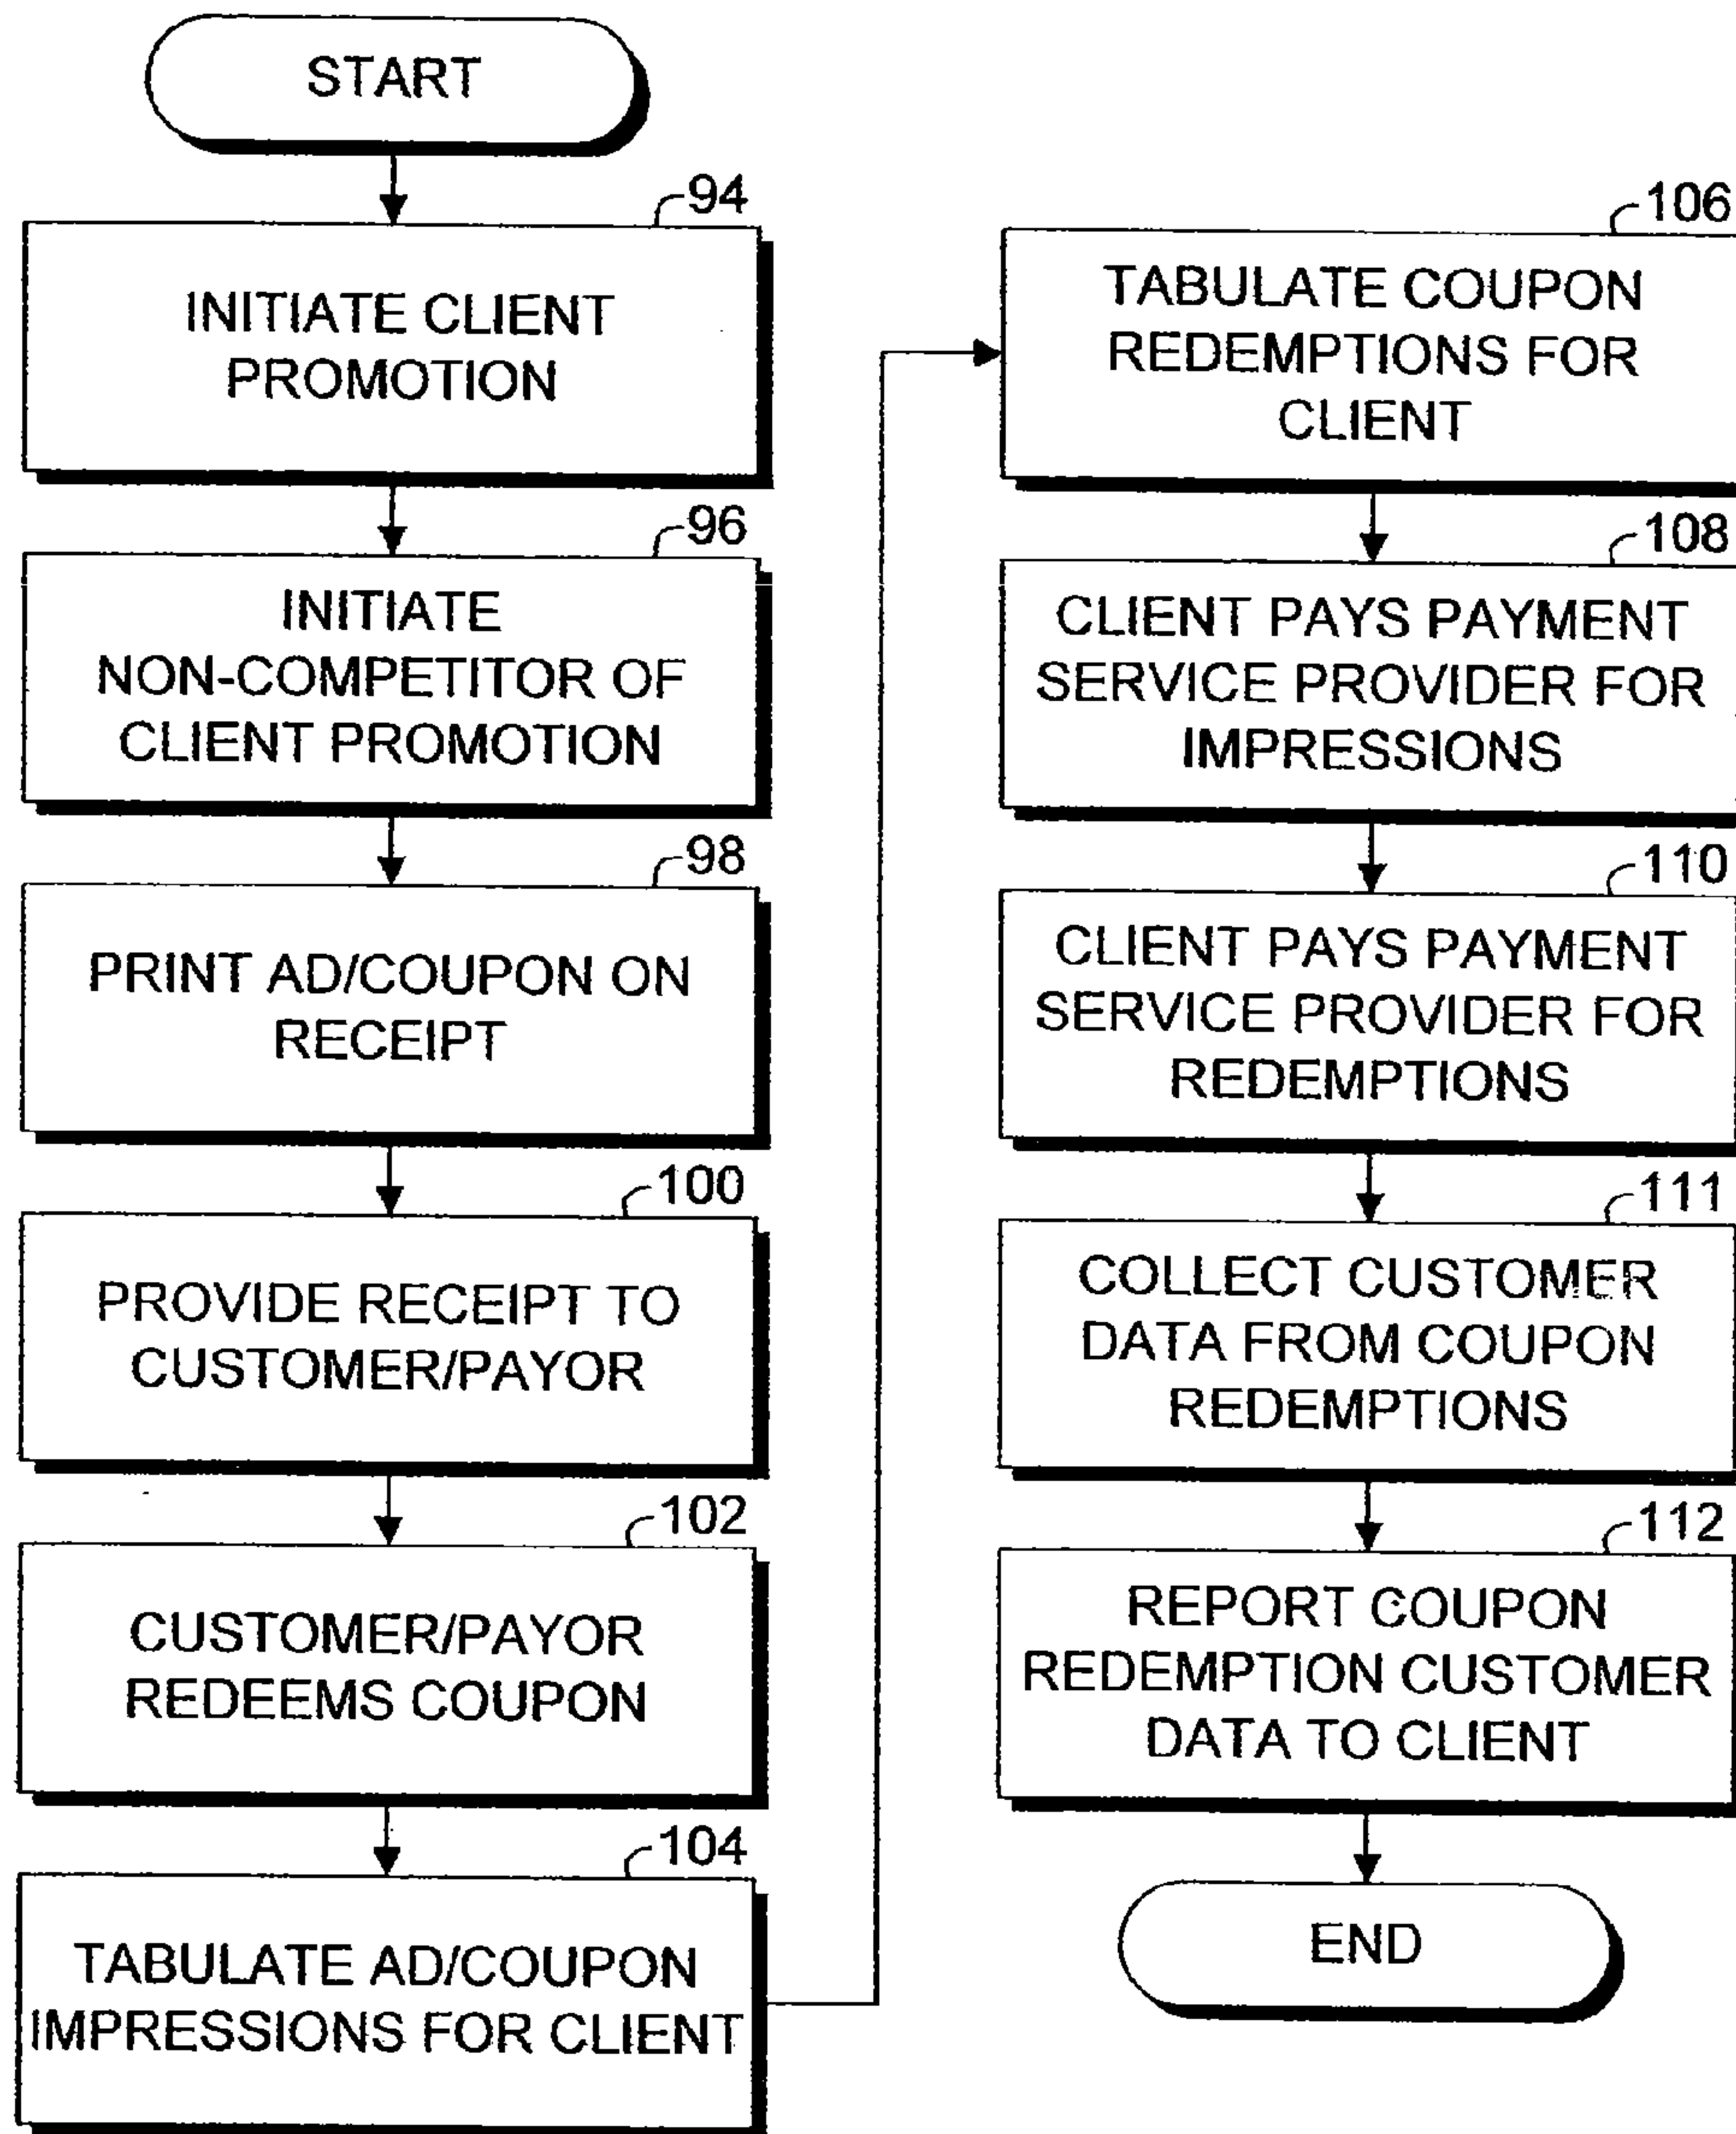 START
94
INITIATE CLIENT
PROMOTION
96
INITIATE
NON-COMPETITOR OF
CLIENT PROMOTION
98
PRINT AD/COUPON ON
RECEIPT
100
PROVIDE RECEIPT TO
CUSTOMER/PAYOR
102
CUSTOMER/PAYOR
REDEEMS COUPON
104
TABULATE AD/COUPON
IMPRESSIONS FOR CLIENT
106
TABULATE COUPON
REDEMPTIONS FOR
CLIENT
108
CLIENT PAYS PAYMENT
SERVICE PROVIDER FOR
IMPRESSIONS
110
CLIENT PAYS PAYMENT
SERVICE PROVIDER FOR
REDEMPTIONS
111
COLLECT CUSTOMER
DATA FROM COUPON
REDEMPTIONS
112
REPORT COUPON
REDEMPTION CUSTOMER
DATA TO CLIENT
END